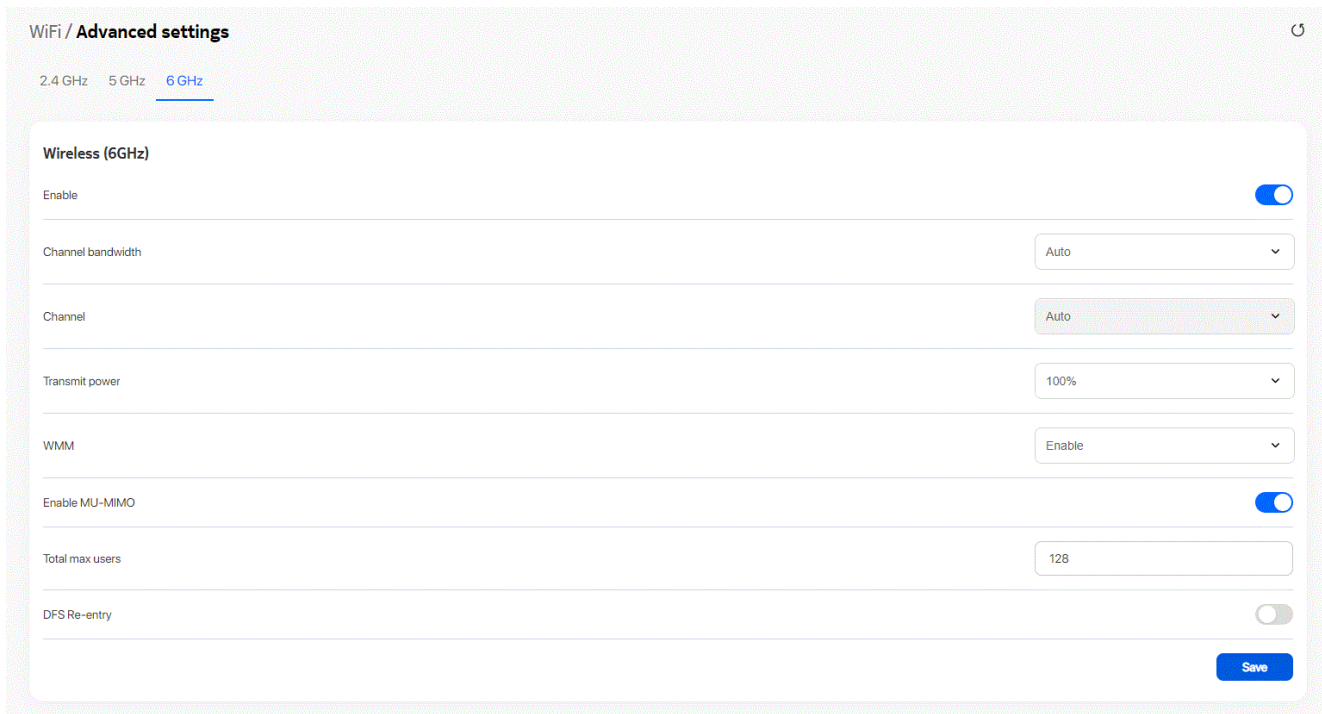 WiFi / Advanced settings
2.4 GHz 5 GHz 6 GHz
Wireless (6GHz)
Enable
Channel bandwidth Auto
Channel Auto
Transmit power 100%
WMM Enable
Enable MU-MIMO
Total max users 128
DFS Re-entry
Save